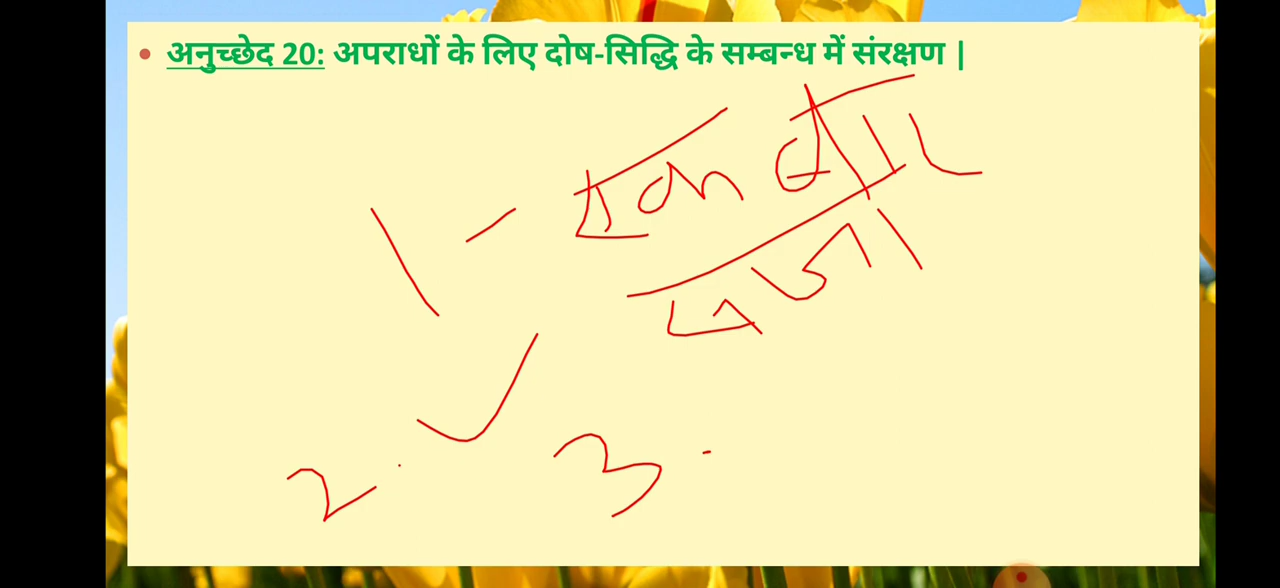 • अनुच्छेद 20: अपराधों के लिए दोष-सिद्धि के सम्बन्ध में संरक्षण |
1 - एक बार
सजा
2.
3.